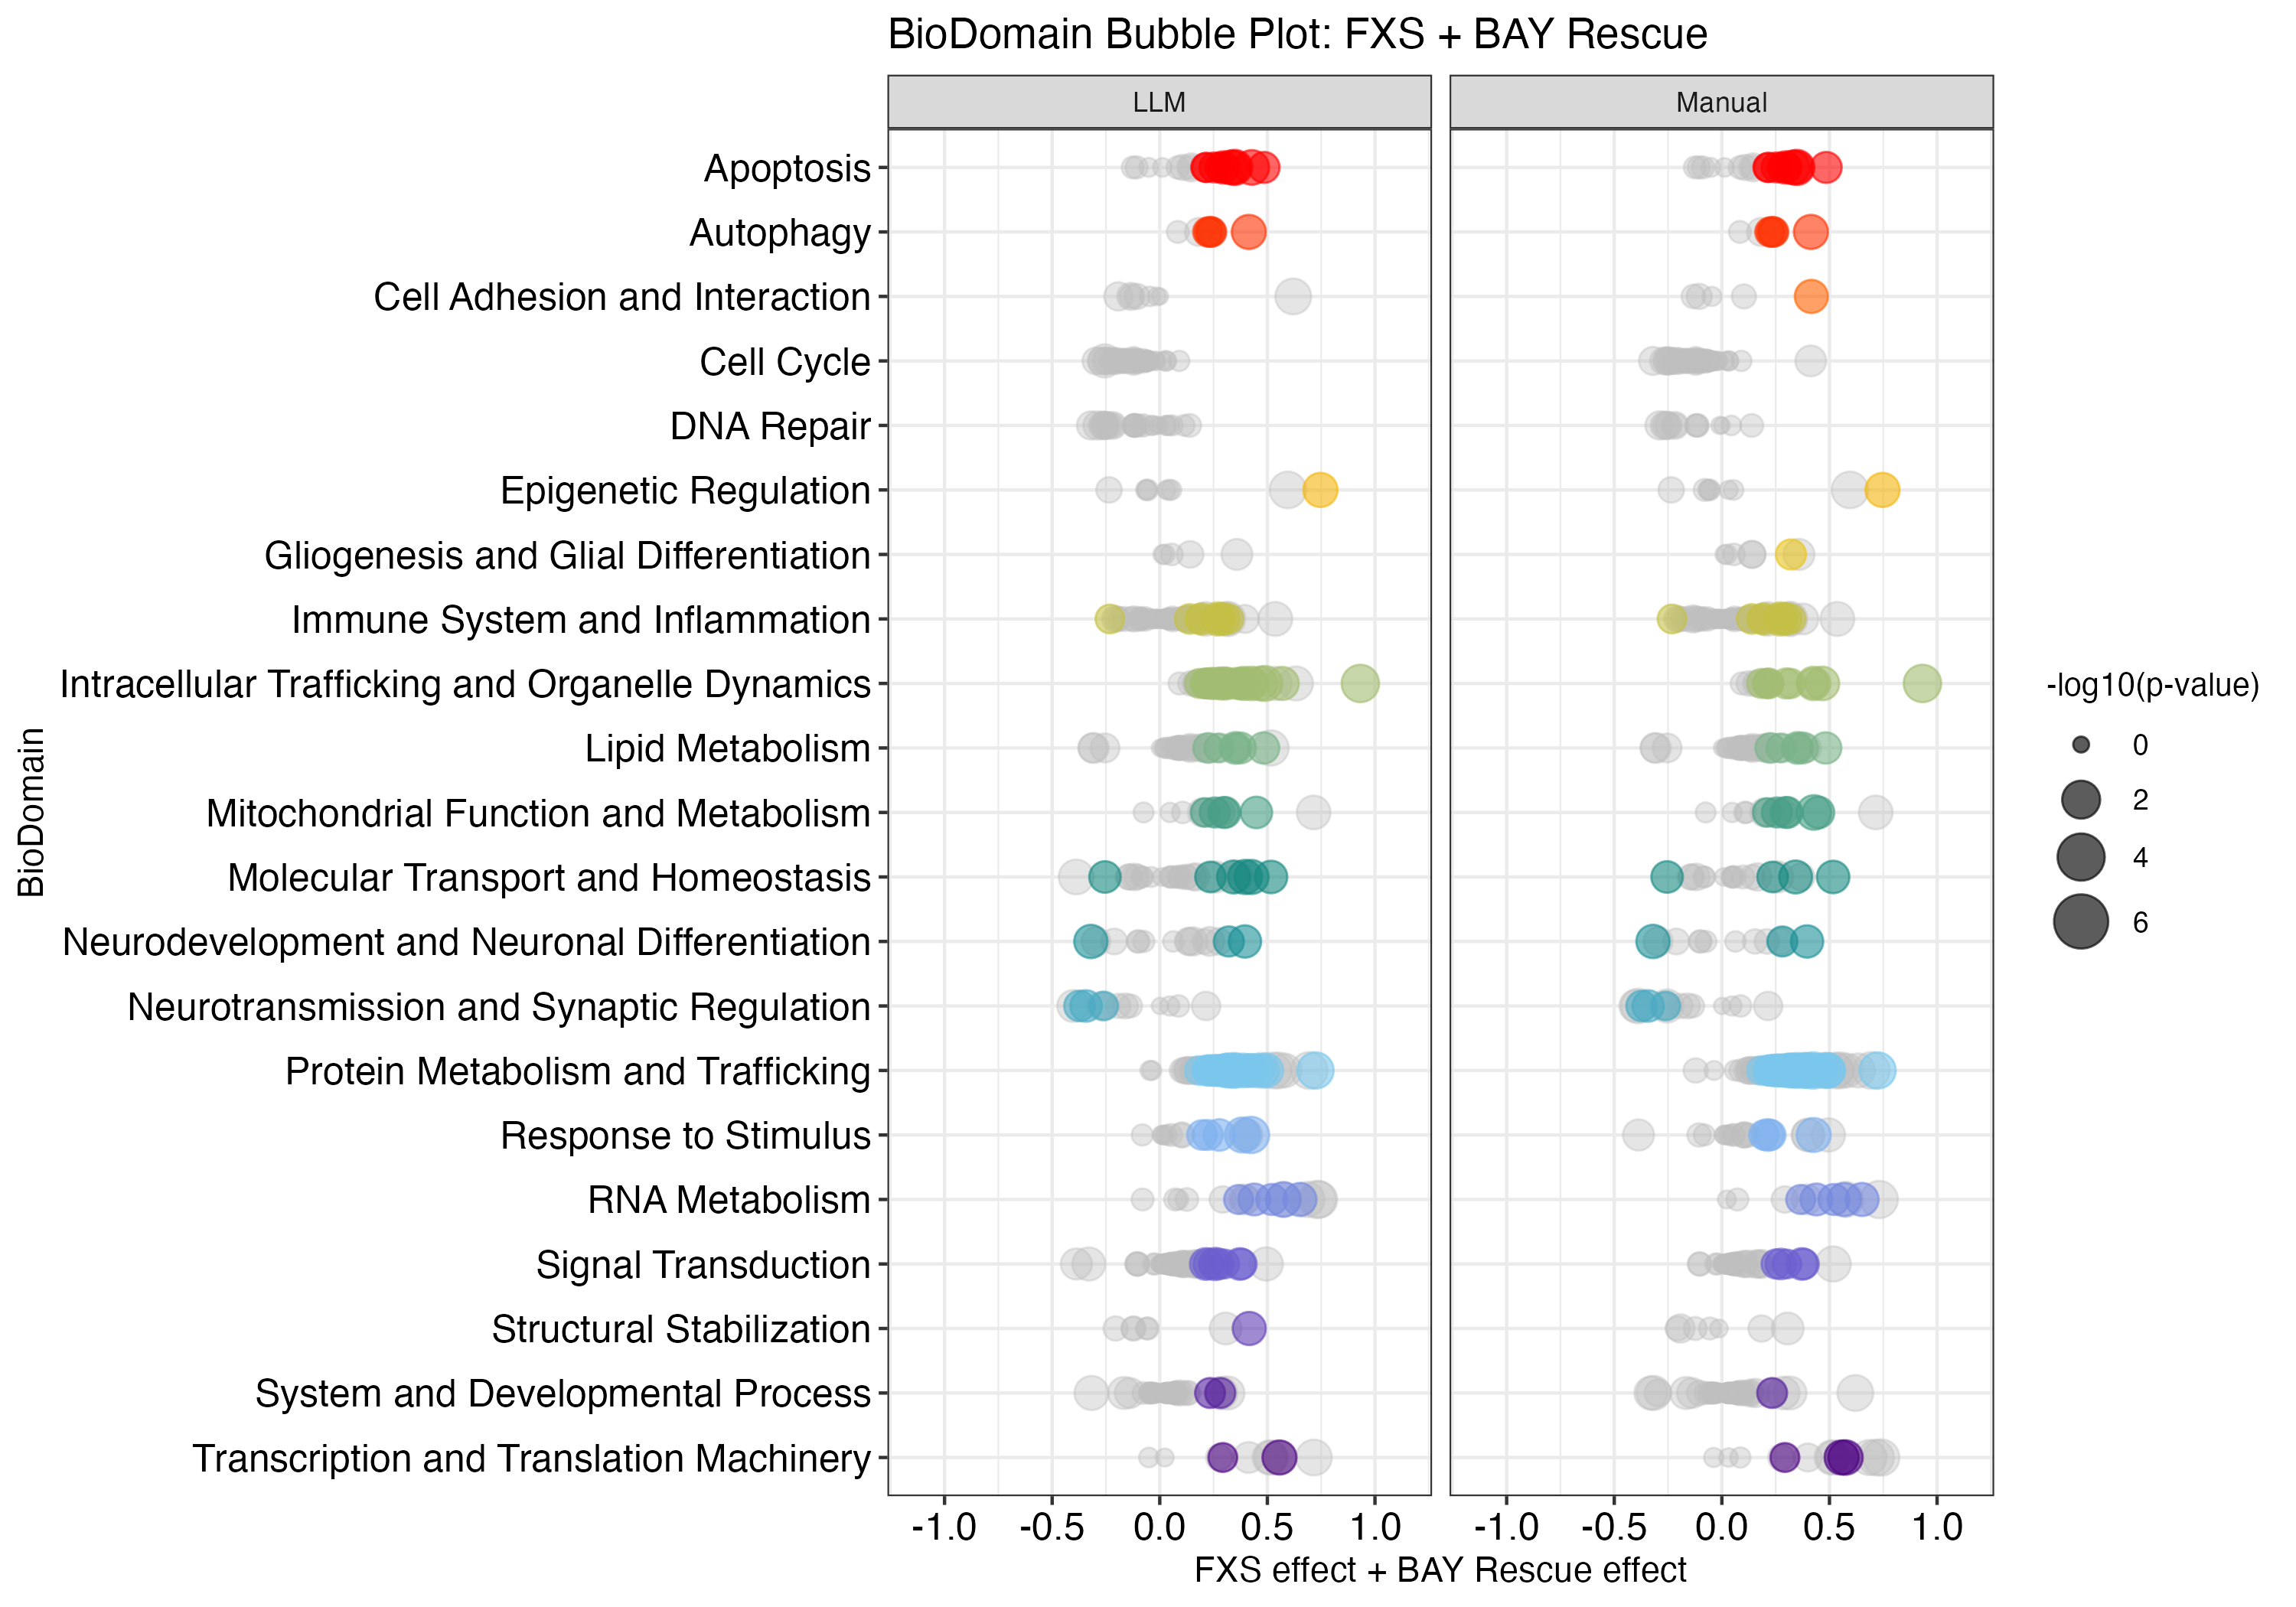 BioDomain Bubble Plot: FXS + BAY Rescue
LLM
Manual
Apoptosis
Autophagy
Cell Adhesion and Interaction
Cell Cycle
DNA Repair
Epigenetic Regulation
Gliogenesis and Glial Differentiation
Immune System and Inflammation
Intracellular Trafficking and Organelle Dynamics
Lipid Metabolism
Mitochondrial Function and Metabolism
Molecular Transport and Homeostasis
Neurodevelopment and Neuronal Differentiation
Neurotransmission and Synaptic Regulation
Protein Metabolism and Trafficking
Response to Stimulus
RNA Metabolism
Signal Transduction
Structural Stabilization
System and Developmental Process
Transcription and Translation Machinery
BioDomain
-1.0 -0.5 0.0 0.5 1.0
-1.0 -0.5 0.0 0.5 1.0
FXS effect + BAY Rescue effect
-log10(p-value)
0
2
4
6